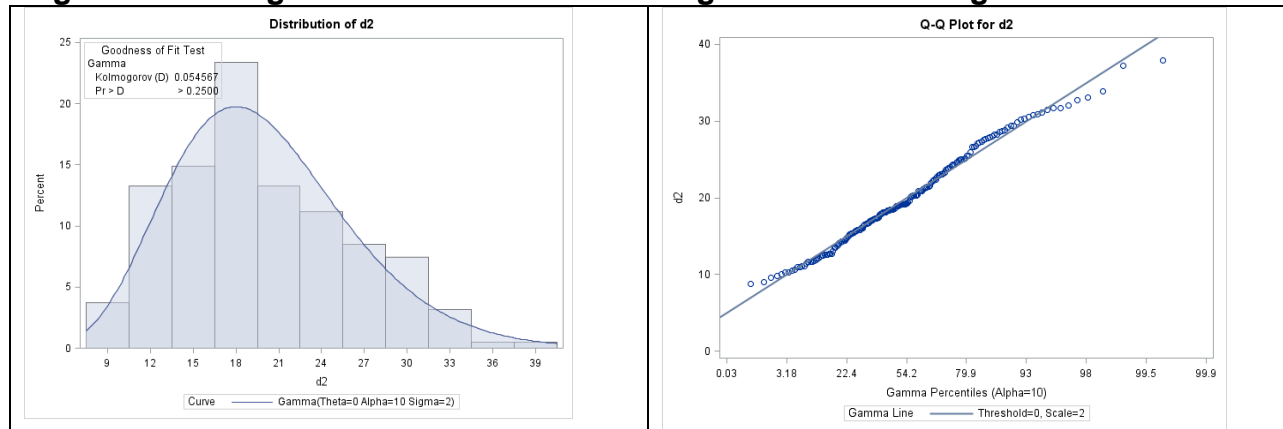 Distribution of d2
Goodness of Fit Test
Gamma
Kolmogorov (D) 0.054567
Pr > D > 0.2500
25
20
15
10
5
0
Percent
9 12 15 18 21 24 27 30 33 36 39
d2
Curve Gamma(Theta=0 Alpha=10 Sigma=2)
Q-Q Plot for d2
40
30
20
10
0
d2
0.03 3.18 22.4 54.2 79.9 93 98 99.5 99.9
Gamma Percentiles (Alpha=10)
Gamma Line Threshold=0, Scale=2